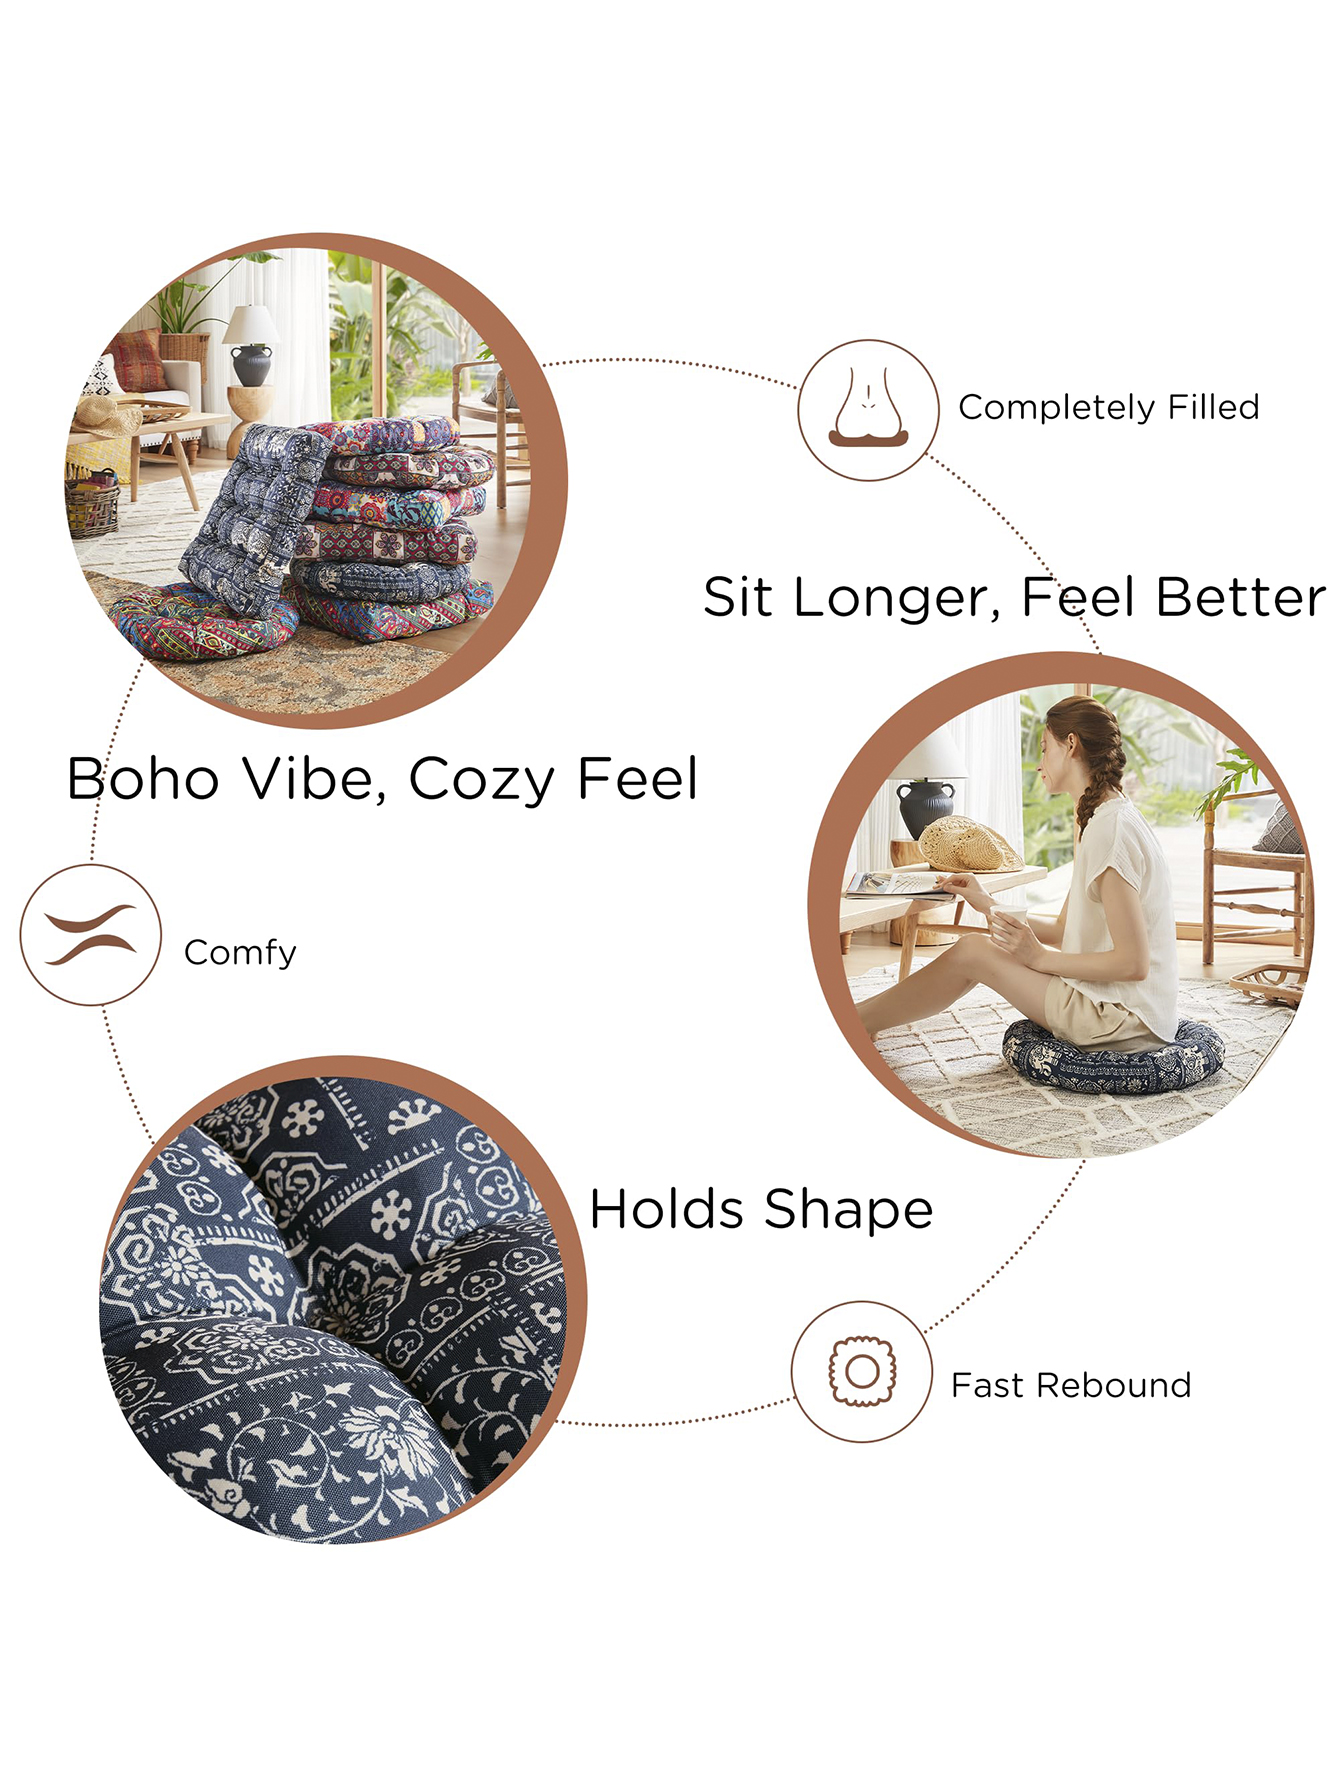 Completely Filled
Sit Longer, Feel Better
Boho Vibe, Cozy Feel
Comfy
Holds Shape
Fast Rebound